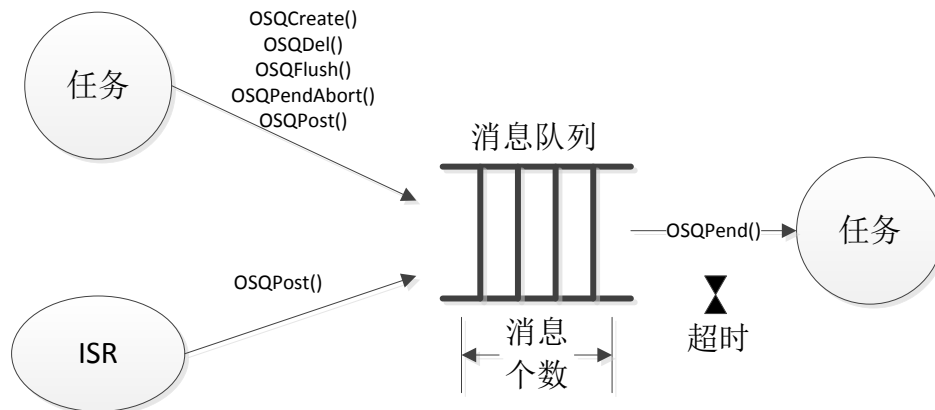 OSQCreate()
OSQDel()
OSQFlush()
OSQPendAbort()
OSQPost()
任务
消息队列
OSQPend()
任务
OSQPost()
ISR
消息
个数
超时